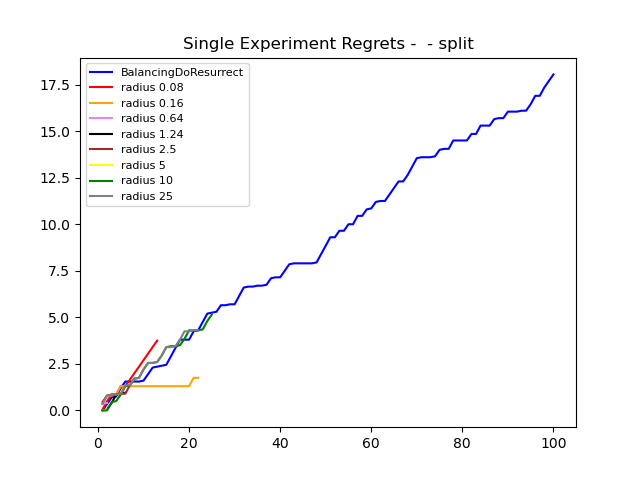 Single Experiment Regrets -  - split
BalancingDoResurrect
radius 0.08
radius 0.16
radius 0.64
radius 1.24
radius 2.5
radius 5
radius 10
radius 25
17.5
15.0
12.5
10.0
7.5
5.0
2.5
0.0
0 20 40 60 80 100